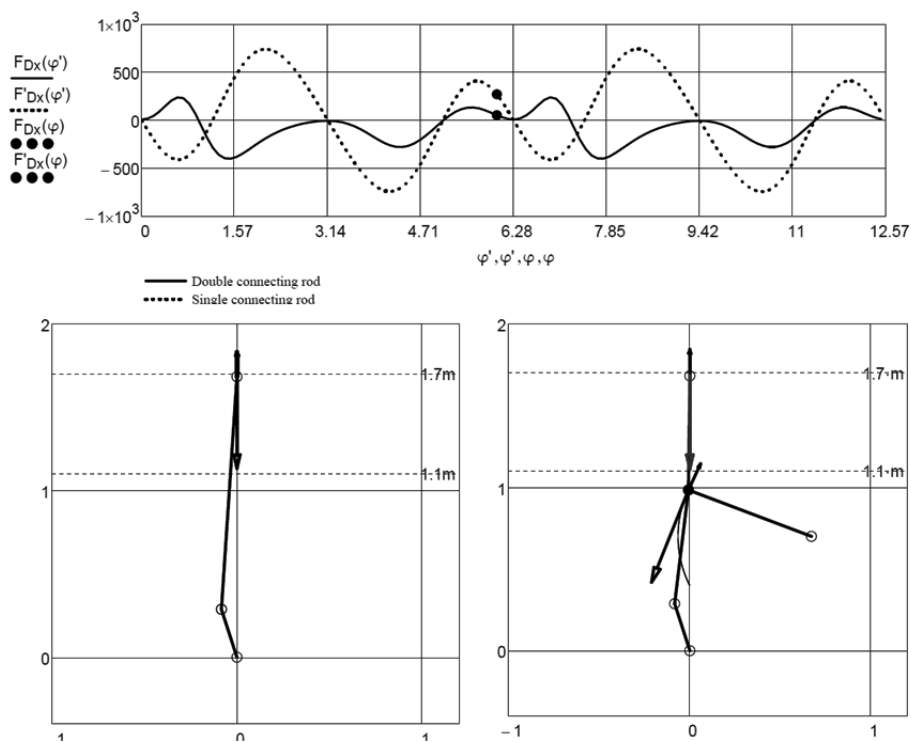 1×10³
500
0
−500
−1×10³
F_Dx(φ')
F'_Dx(φ')
F_Dx(φ)
F'_Dx(φ)
0 1.57 3.14 4.71 6.28 7.85 9.42 11 12.57
φ',φ',φ,φ
Double connecting rod
Single connecting rod
2
1.7·m
1.1·m
1
0
1 0 1
2
1.7·m
1.1·m
1
0
−1 0 1